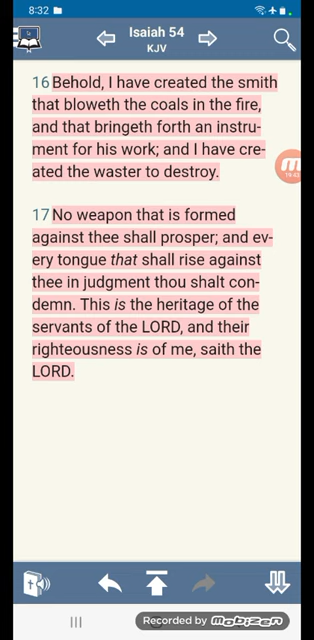 8:32
Isaiah 54
KJV
16 Behold, I have created the smith
that bloweth the coals in the fire,
and that bringeth forth an instru-
ment for his work; and I have cre-
ated the waster to destroy.
17 No weapon that is formed
against thee shall prosper; and ev-
ery tongue that shall rise against
thee in judgment thou shalt con-
demn. This is the heritage of the
servants of the LORD, and their
righteousness is of me, saith the
LORD.
Recorded by mobizen